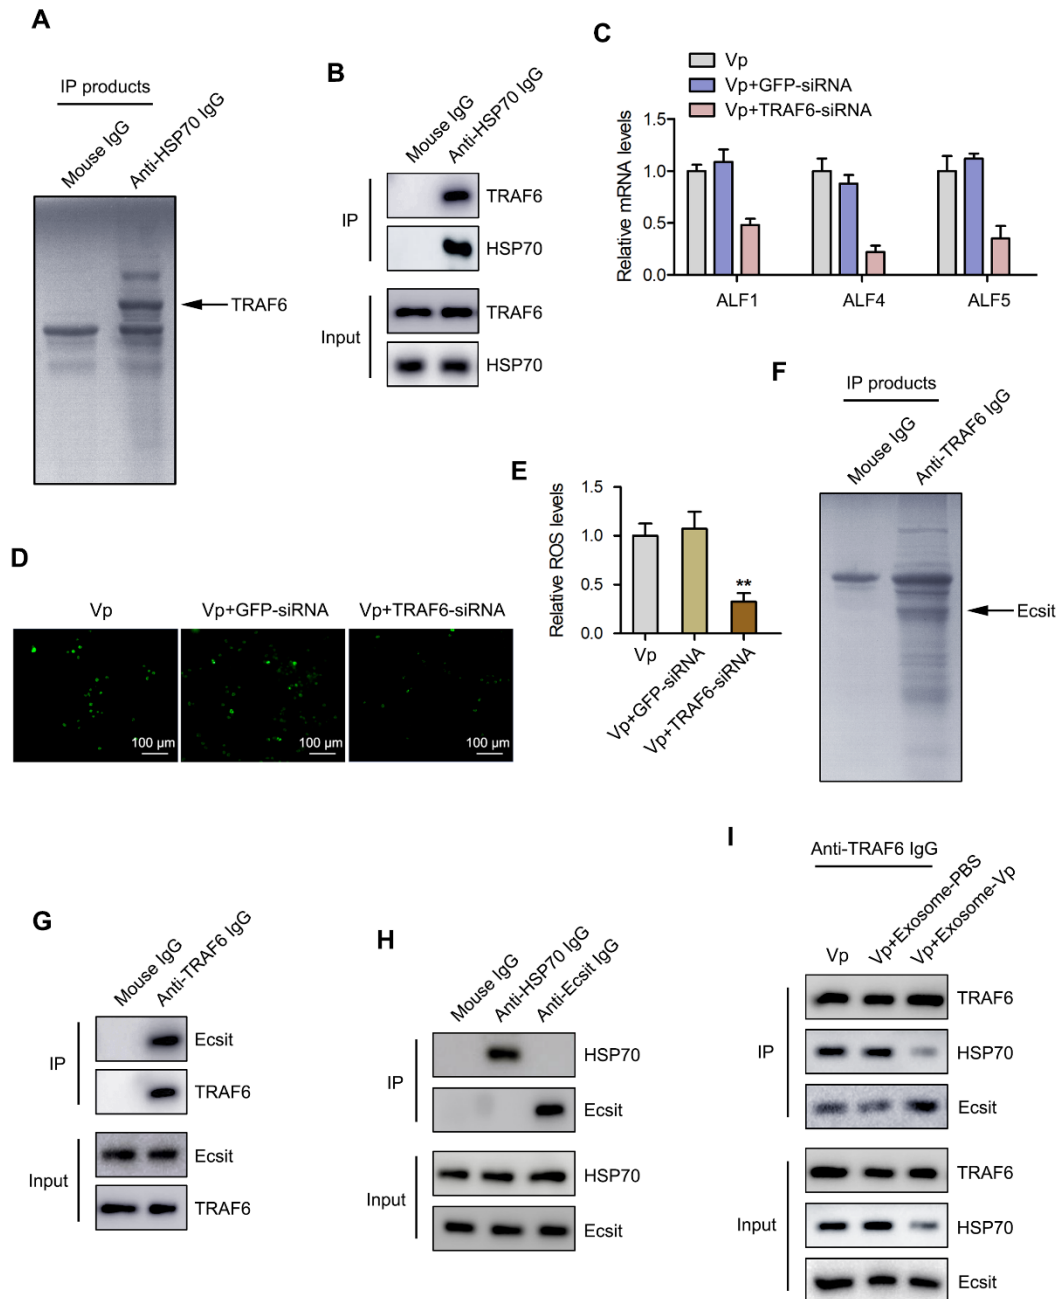 A
IP products
Mouse IgG
Anti-HSP70 IgG
TRAF6
B
Mouse IgG
Anti-HSP70 IgG
IP
TRAF6
HSP70
Input
TRAF6
HSP70
C
Vp
Vp+GFP-siRNA
Vp+TRAF6-siRNA
Relative mRNA levels
1.5
1.0
0.5
0.0
ALF1 ALF4 ALF5
D
Vp Vp+GFP-siRNA Vp+TRAF6-siRNA
100 µm 100 µm 100 µm
E
Relative ROS levels
1.5
1.0
0.5
0.0
**
Vp
Vp+GFP-siRNA
Vp+TRAF6-siRNA
F
IP products
Mouse IgG
Anti-TRAF6 IgG
Ecsit
G
Mouse IgG
Anti-TRAF6 IgG
IP
Ecsit
TRAF6
Input
Ecsit
TRAF6
H
Mouse IgG
Anti-HSP70 IgG
Anti-Ecsit IgG
IP
HSP70
Ecsit
Input
HSP70
Ecsit
I
Anti-TRAF6 IgG
Vp
Vp+Exosome-PBS
Vp+Exosome-Vp
IP
TRAF6
HSP70
Ecsit
Input
TRAF6
HSP70
Ecsit